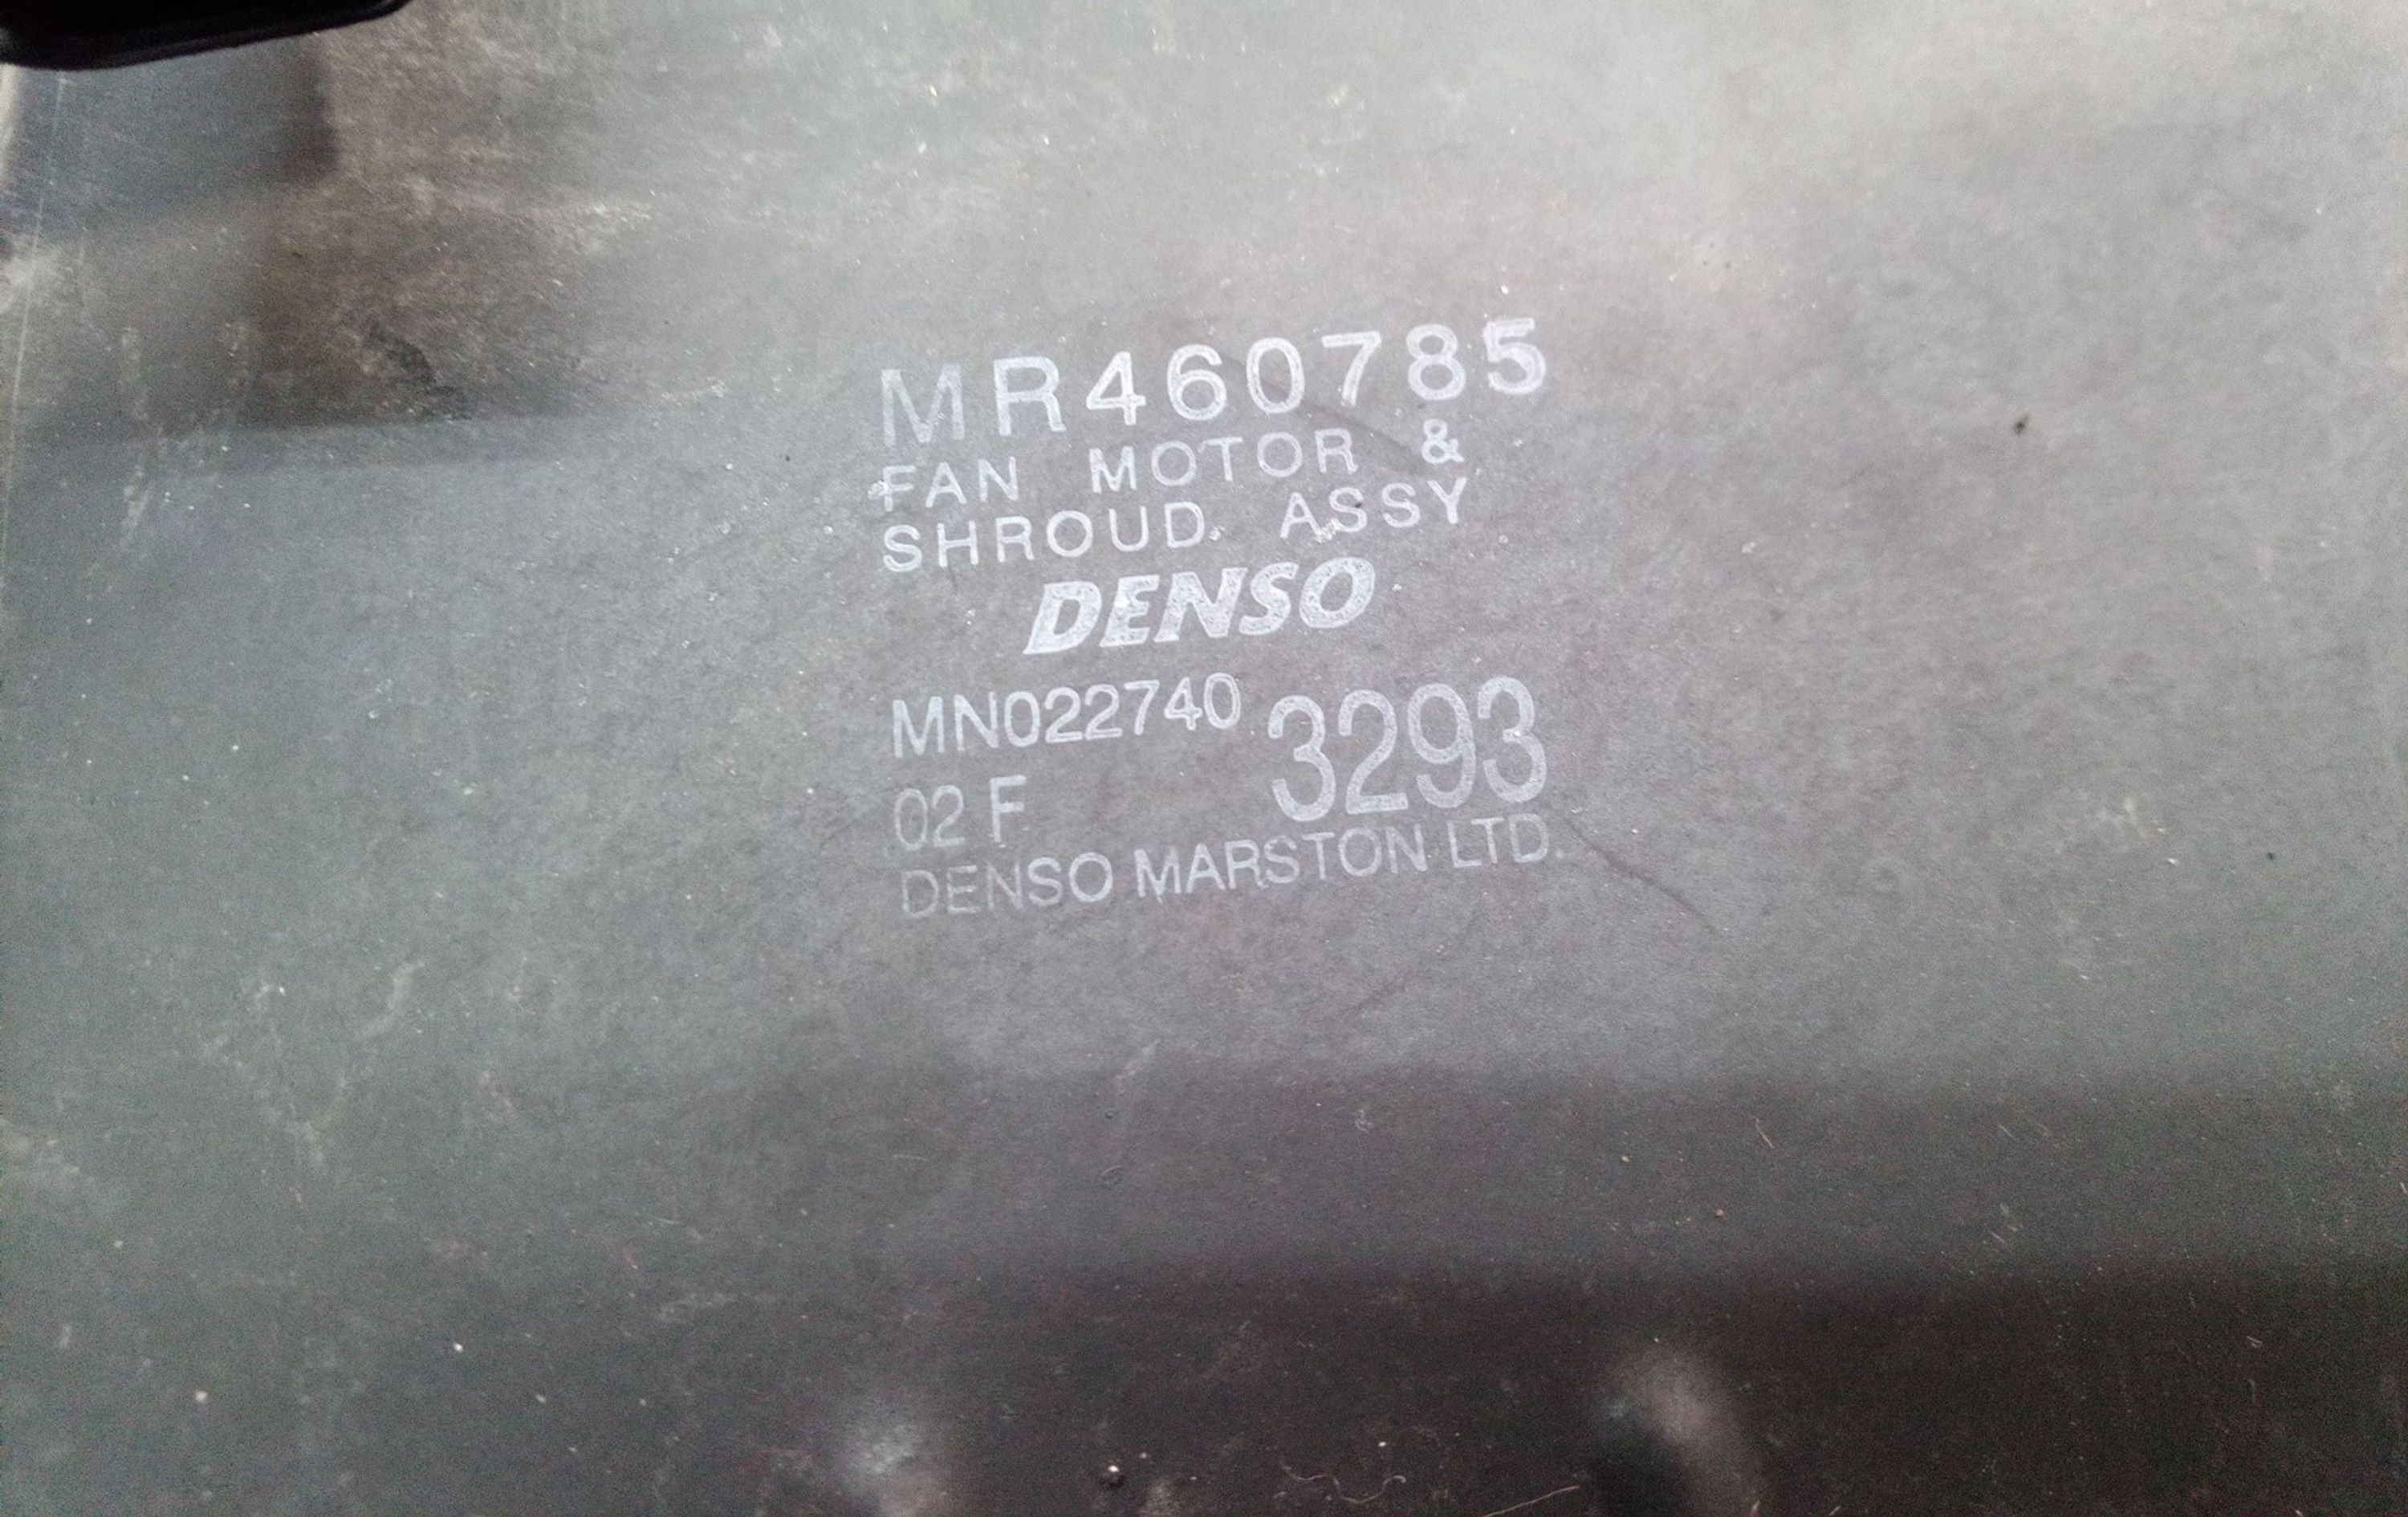 MR460785
FAN MOTOR &
SHROUD ASSY
DENSO
MN022740 3293
02 F
DENSO MARSTON LTD.